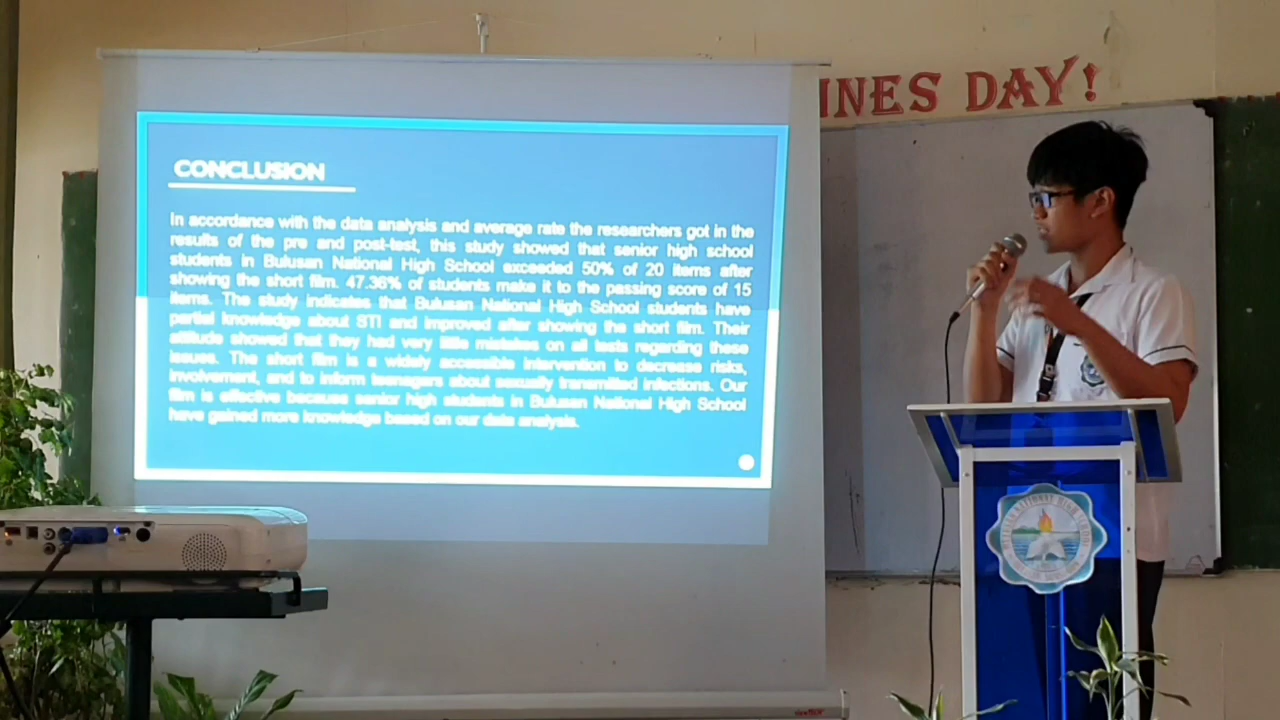 INES DAY!
CONCLUSION
In accordance with the data analysis and average rate the researchers got in the
results of the pre and post-test, this study showed that senior high school
students in Bulusan National High School exceeded 50% of 20 items after
showing the short film. 47.36% of students make it to the passing score of 15
items. The study indicates that Bulusan National High School students have
partial knowledge about STI and improved after showing the short film. Their
attitude showed that they had very little mistakes on all tests regarding these
issues. The short film is a widely accessible intervention to decrease risks,
involvement, and to inform teenagers about sexually transmitted infections. Our
film is effective because senior high students in Bulusan National High School
have gained more knowledge based on our data analysis.
BULUSAN NATIONAL HIGH SCHOOL